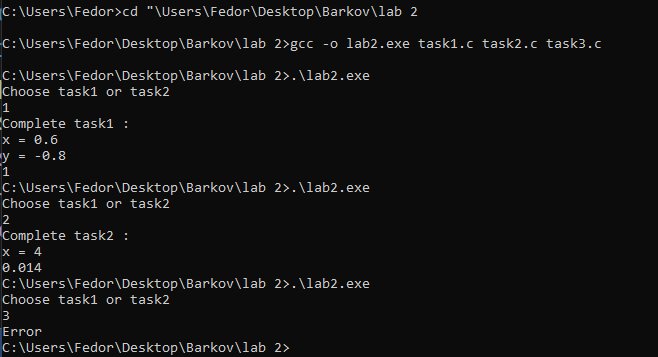 C:\Users\Fedor>cd "\Users\Fedor\Desktop\Barkov\lab 2
C:\Users\Fedor\Desktop\Barkov\lab 2>gcc -o lab2.exe task1.c task2.c task3.c
C:\Users\Fedor\Desktop\Barkov\lab 2>.\lab2.exe
Choose task1 or task2
1
Complete task1 :
x = 0.6
y = -0.8
1
C:\Users\Fedor\Desktop\Barkov\lab 2>.\lab2.exe
Choose task1 or task2
2
Complete task2 :
x = 4
0.014
C:\Users\Fedor\Desktop\Barkov\lab 2>.\lab2.exe
Choose task1 or task2
3
Error
C:\Users\Fedor\Desktop\Barkov\lab 2>